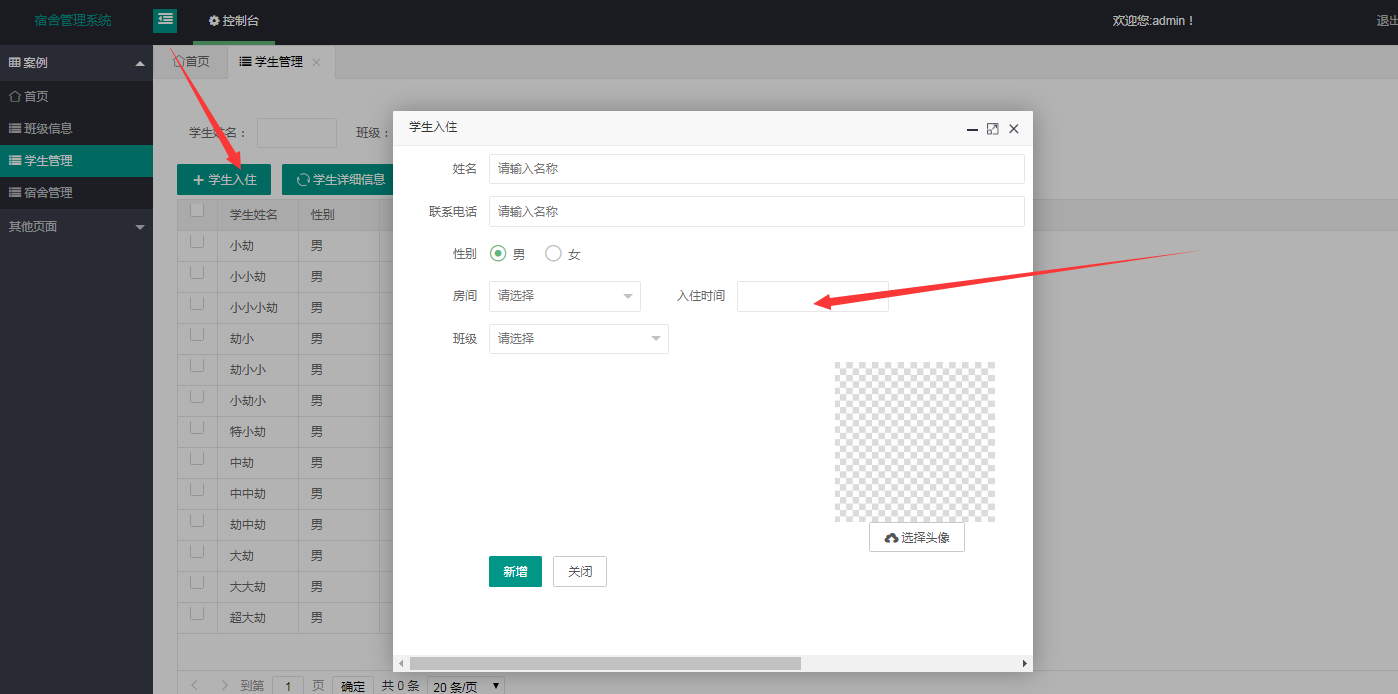 宿舍管理系统
控制台
欢迎您:admin！
退出
案例
首页
班级信息
学生管理
宿舍管理
其他页面
首页
学生管理
学生姓名：
班级：
学生入住
学生详细信息
学生姓名 性别
小劫 男
小小劫 男
小小小劫 男
劫小 男
劫小小 男
小劫小 男
特小劫 男
中劫 男
中中劫 男
劫中劫 男
大劫 男
大大劫 男
超大劫 男
到第 1 页 确定 共 0 条 20 条/页
学生入住
姓名 请输入名称
联系电话 请输入名称
性别 男 女
房间 请选择 入住时间
班级 请选择
选择头像
新增 关闭